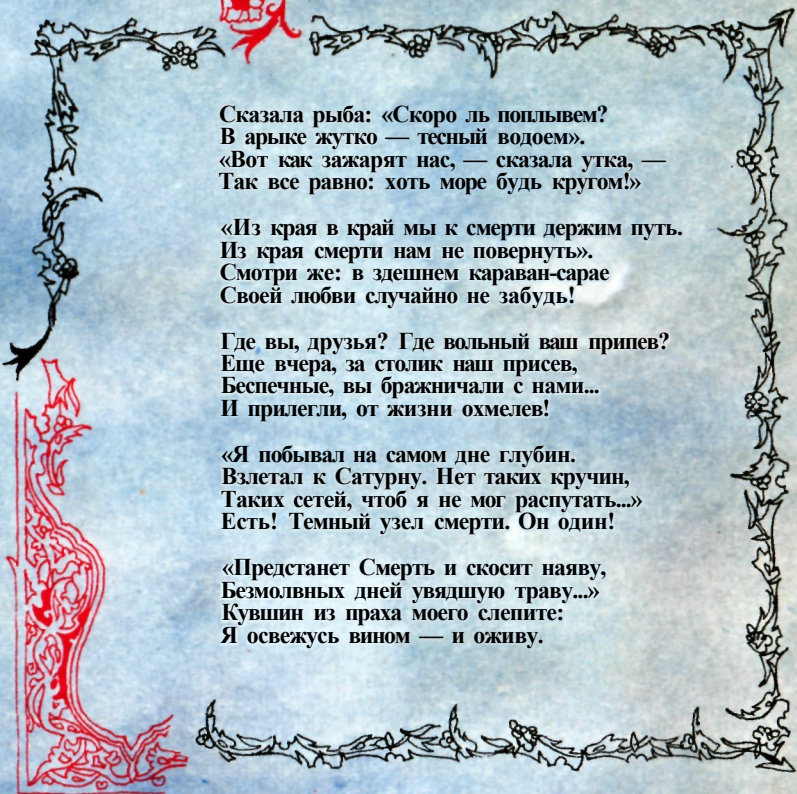 Сказала рыба: «Скоро ль поплывем?
В арыке жутко — тесный водоем».
«Вот как зажарят нас, — сказала утка, —
Так все равно: хоть море будь кругом!»

«Из края в край мы к смерти держим путь.
Из края смерти нам не повернуть».
Смотри же: в здешнем караван-сарае
Своей любви случайно не забудь!

Где вы, друзья? Где вольный ваш припев?
Еще вчера, за столик наш присев,
Беспечные, вы бражничали с нами...
И прилегли, от жизни охмелев!

«Я побывал на самом дне глубин.
Взлетал к Сатурну. Нет таких кручин,
Таких сетей, чтоб я не мог распутать...»
Есть! Темный узел смерти. Он один!

«Предстанет Смерть и скосит наяву,
Безмолвных дней увядшую траву...»
Кувшин из праха моего слепите:
Я освежусь вином — и оживу.